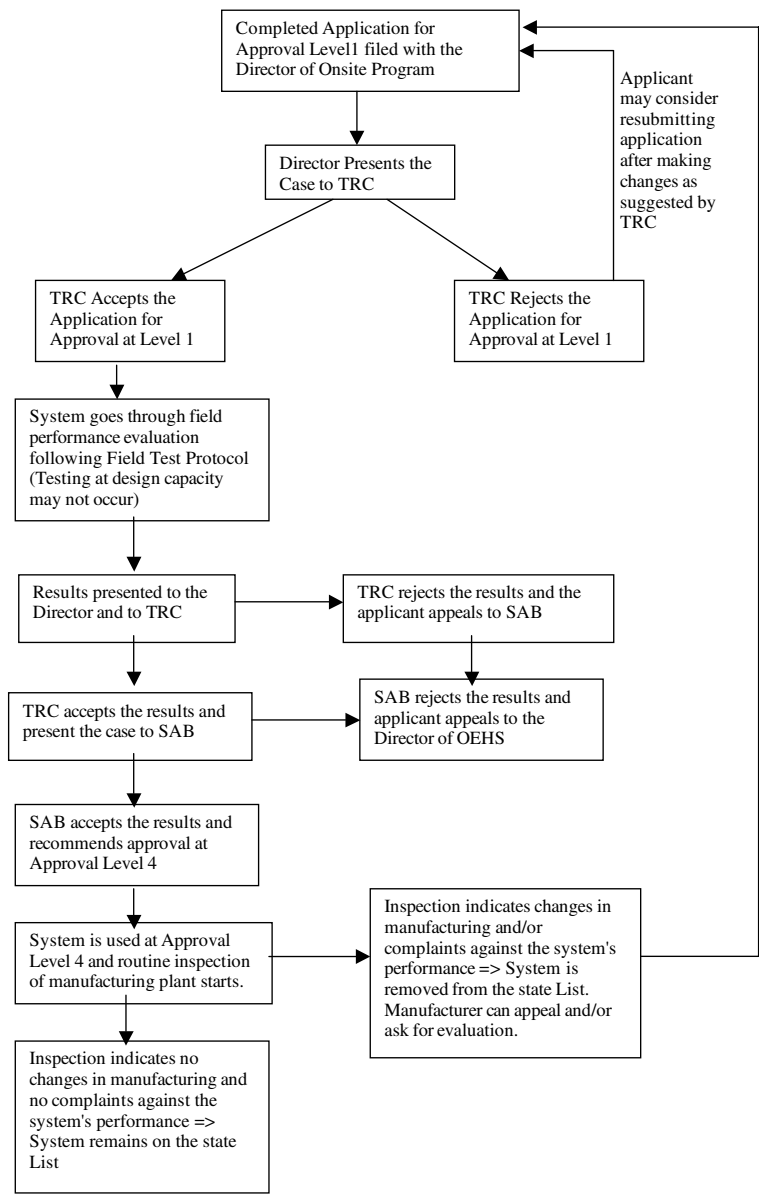 Completed Application for
Approval Level1 filed with the
Director of Onsite Program
Applicant
may consider
resubmitting
application
after making
changes as
suggested by
TRC
Director Presents the
Case to TRC
TRC Accepts the
Application for
Approval at Level 1
TRC Rejects the
Application for
Approval at Level 1
System goes through field
performance evaluation
following Field Test Protocol
(Testing at design capacity
may not occur)
Results presented to the
Director and to TRC
TRC rejects the results and the
applicant appeals to SAB
TRC accepts the results and
present the case to SAB
SAB rejects the results and
applicant appeals to the
Director of OEHS
SAB accepts the results and
recommends approval at
Approval Level 4
System is used at Approval
Level 4 and routine inspection
of manufacturing plant starts.
Inspection indicates changes in
manufacturing and/or
complaints against the system's
performance => System is
removed from the state List.
Manufacturer can appeal and/or
ask for evaluation.
Inspection indicates no
changes in manufacturing and
no complaints against the
system's performance =>
System remains on the state
List